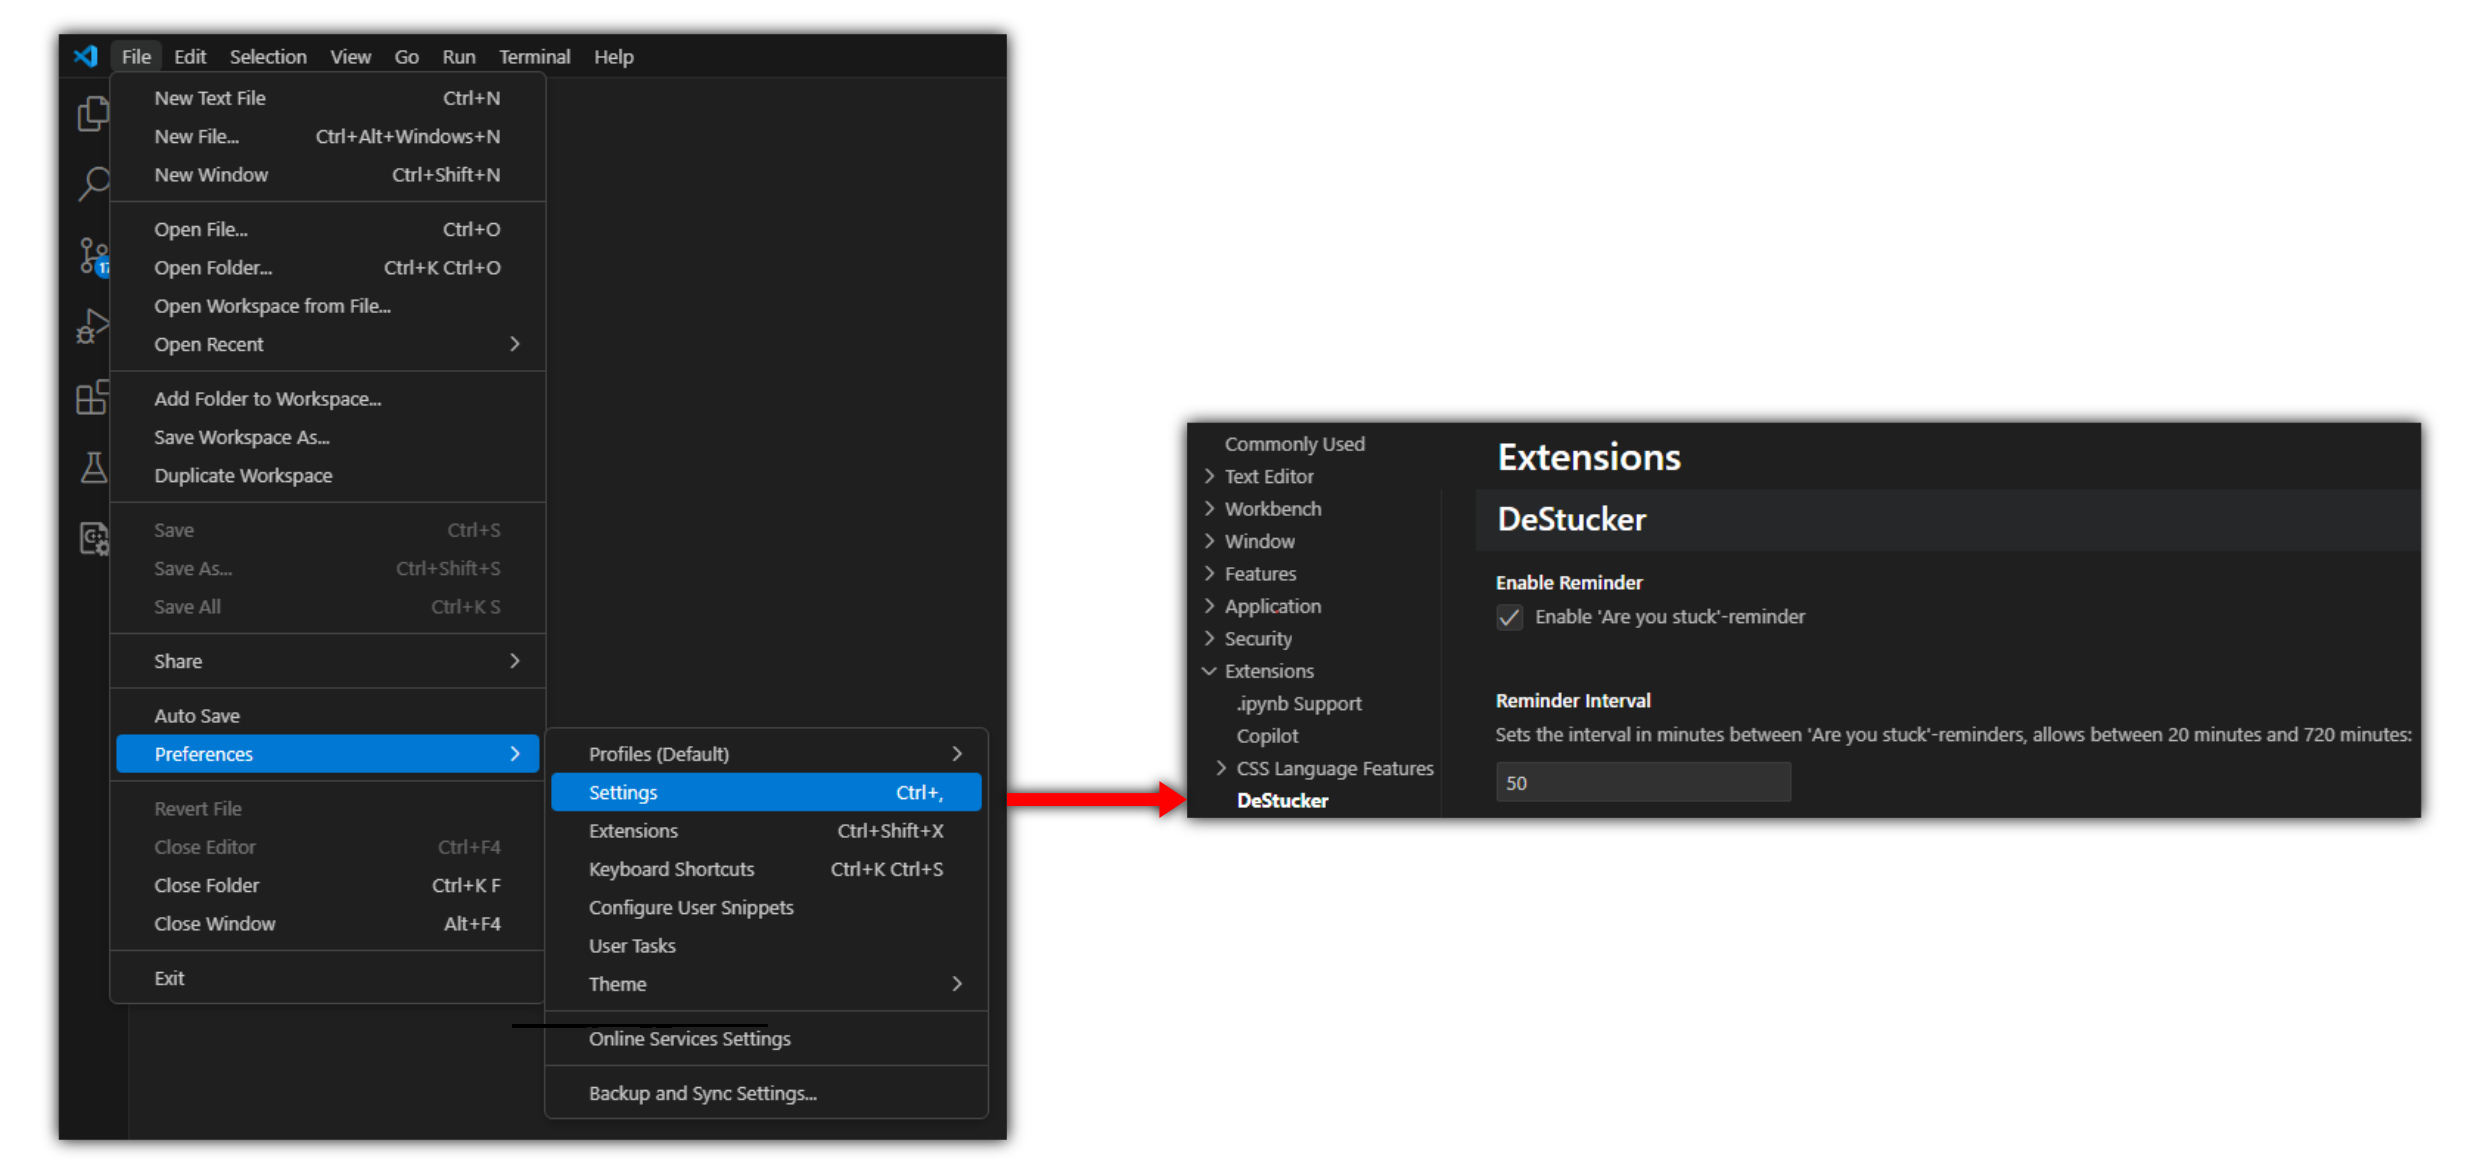 File Edit Selection View Go Run Terminal Help
New Text File Ctrl+N
New File... Ctrl+Alt+Windows+N
New Window Ctrl+Shift+N
Open File... Ctrl+O
Open Folder... Ctrl+K Ctrl+O
Open Workspace from File...
Open Recent
Add Folder to Workspace...
Save Workspace As...
Duplicate Workspace
Save Ctrl+S
Save As... Ctrl+Shift+S
Save All Ctrl+K S
Share
Auto Save
Preferences
Revert File
Close Editor Ctrl+F4
Close Folder Ctrl+K F
Close Window Alt+F4
Exit
Profiles (Default)
Settings Ctrl+,
Extensions Ctrl+Shift+X
Keyboard Shortcuts Ctrl+K Ctrl+S
Configure User Snippets
User Tasks
Theme
Online Services Settings
Backup and Sync Settings...
Commonly Used
Text Editor
Workbench
Window
Features
Application
Security
Extensions
.ipynb Support
Copilot
CSS Language Features
DeStucker
Extensions
DeStucker
Enable Reminder
Enable 'Are you stuck'-reminder
Reminder Interval
Sets the interval in minutes between 'Are you stuck'-reminders, allows between 20 minutes and 720 minutes:
50